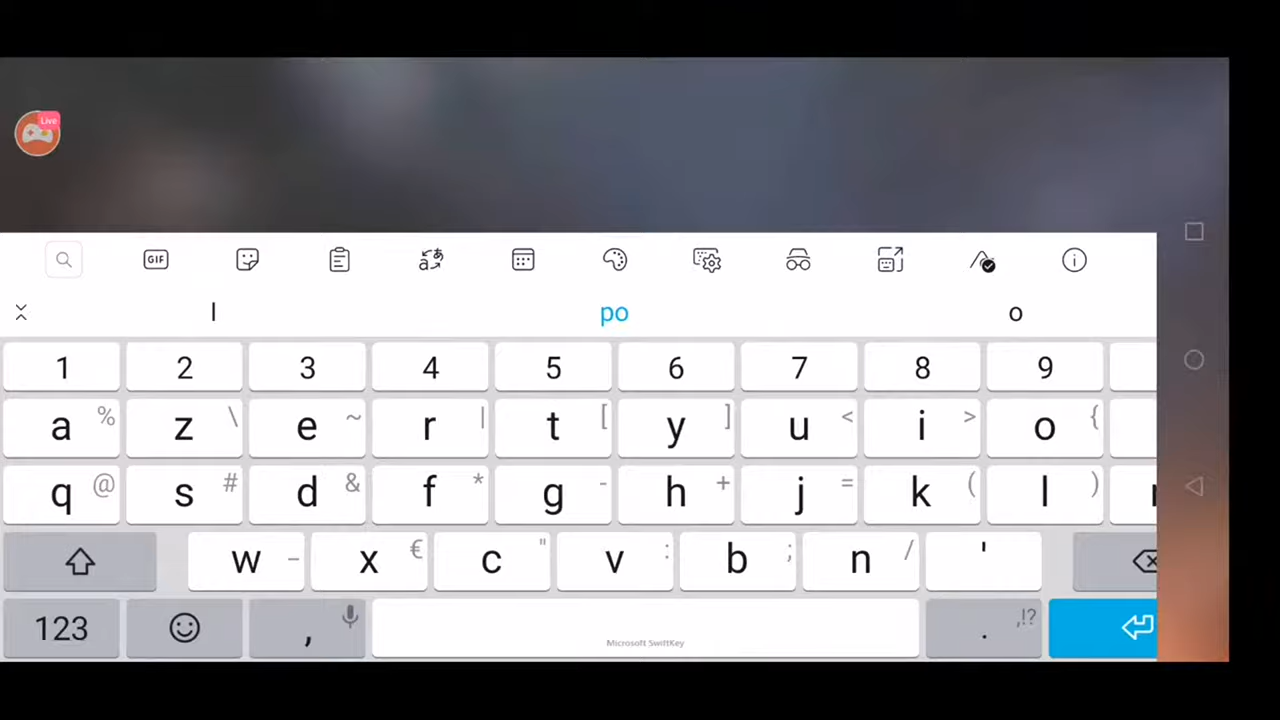 Live
GIF
l po o
1 2 3 4 5 6 7 8 9
a % z \ e ~ r | t [ y ] u < i > o {
q @ s # d & f * g - h + j = k ( l )
w _ x € c " v : b ; n / '
123 , . ,!?
Microsoft SwiftKey